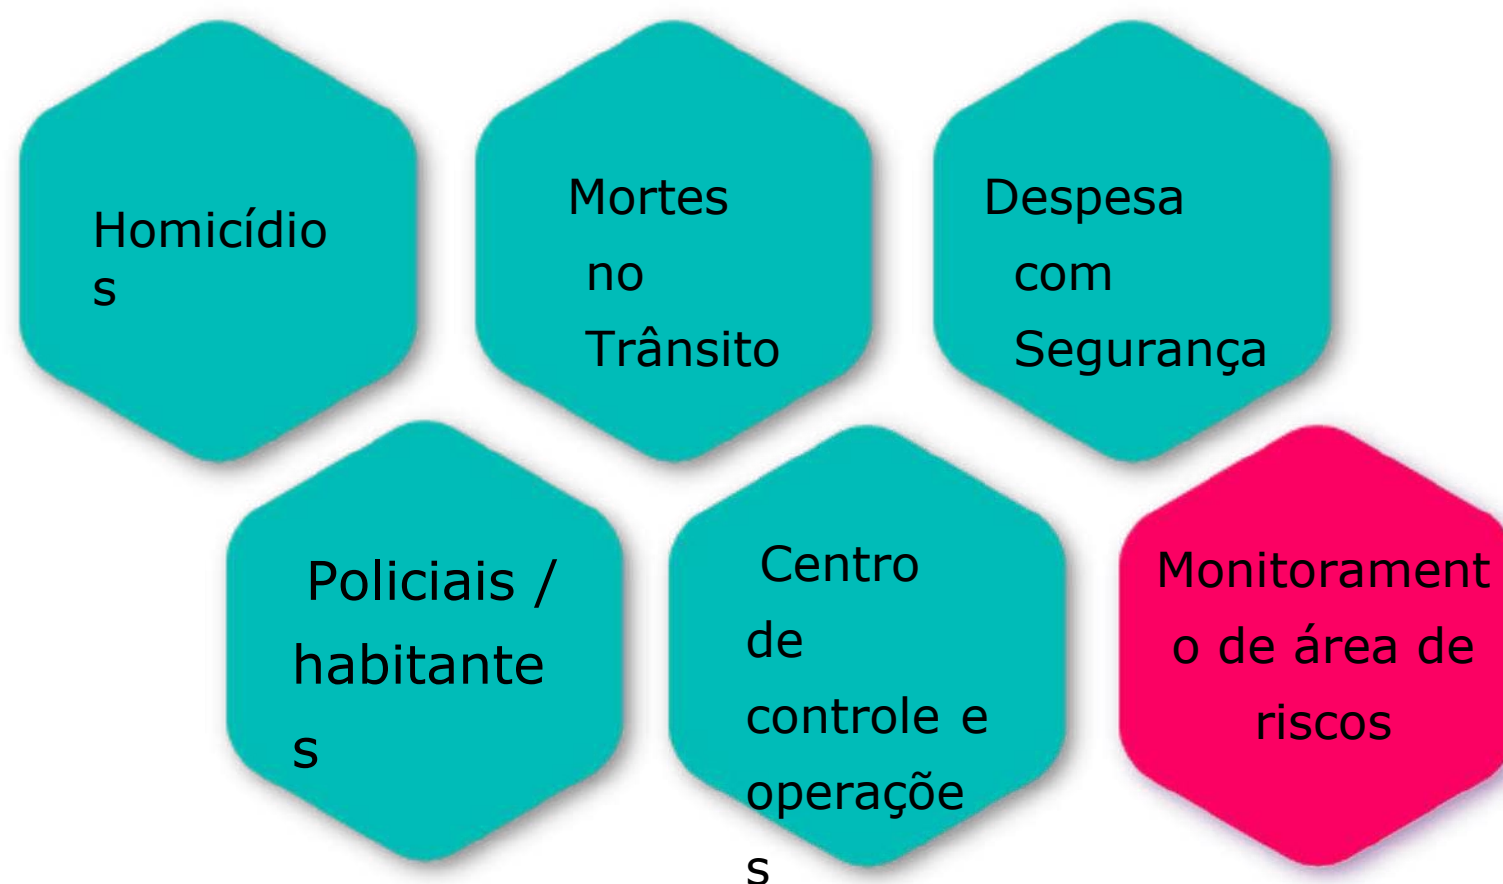 Homicídio
s
Mortes
no
Trânsito
Despesa
com
Segurança
Policiais /
habitante
s
Centro
de
controle e
operaçõe
s
Monitorament
o de área de
riscos